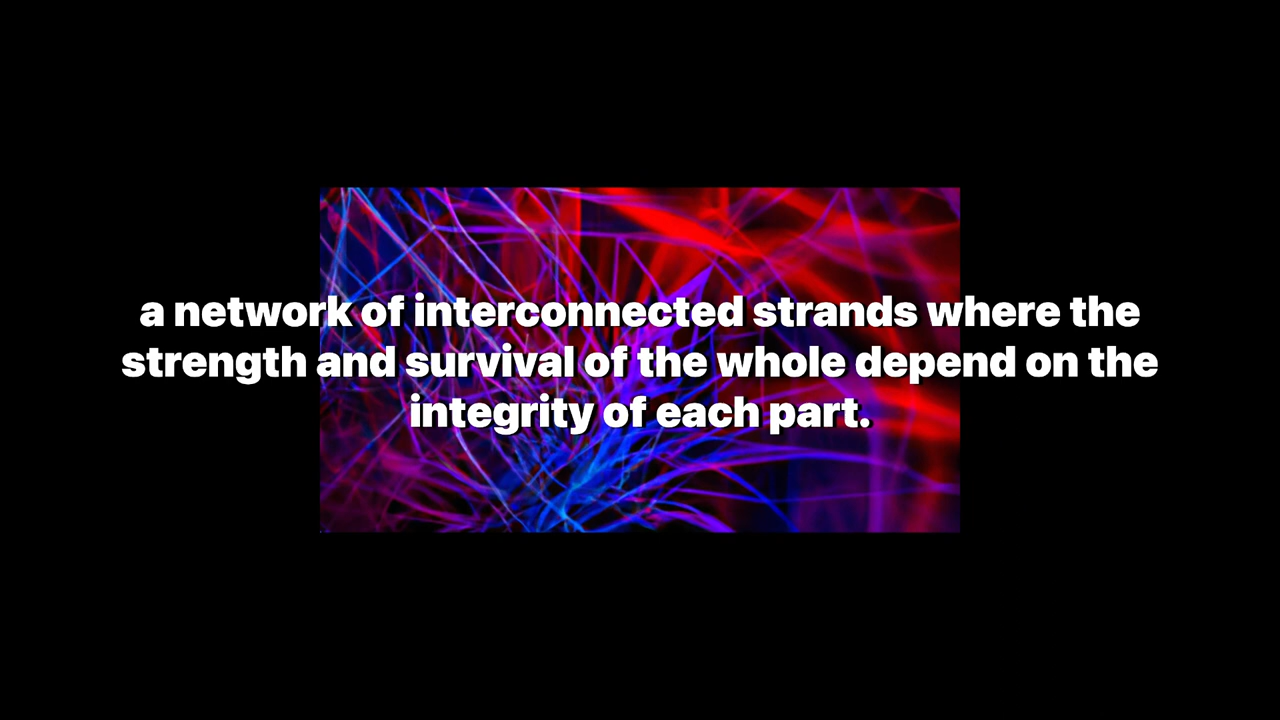 a network of interconnected strands where the
strength and survival of the whole depend on the
integrity of each part.